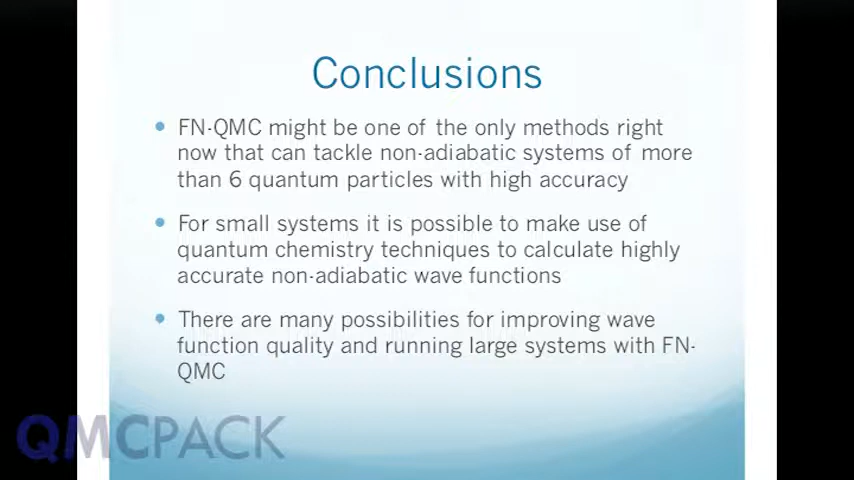 Conclusions
FN-QMC might be one of the only methods right
now that can tackle non-adiabatic systems of more
than 6 quantum particles with high accuracy
For small systems it is possible to make use of
quantum chemistry techniques to calculate highly
accurate non-adiabatic wave functions
There are many possibilities for improving wave
function quality and running large systems with FN-
QMC
QMCPACK